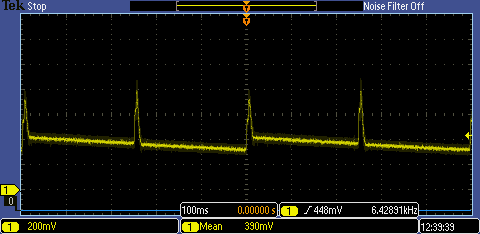 Tek Stop Noise Filter Off
T
T
1
0
100ms 0.00000 s 1 448mV 6.42891kHz
1 200mV 1 Mean 390mV 12:39:39